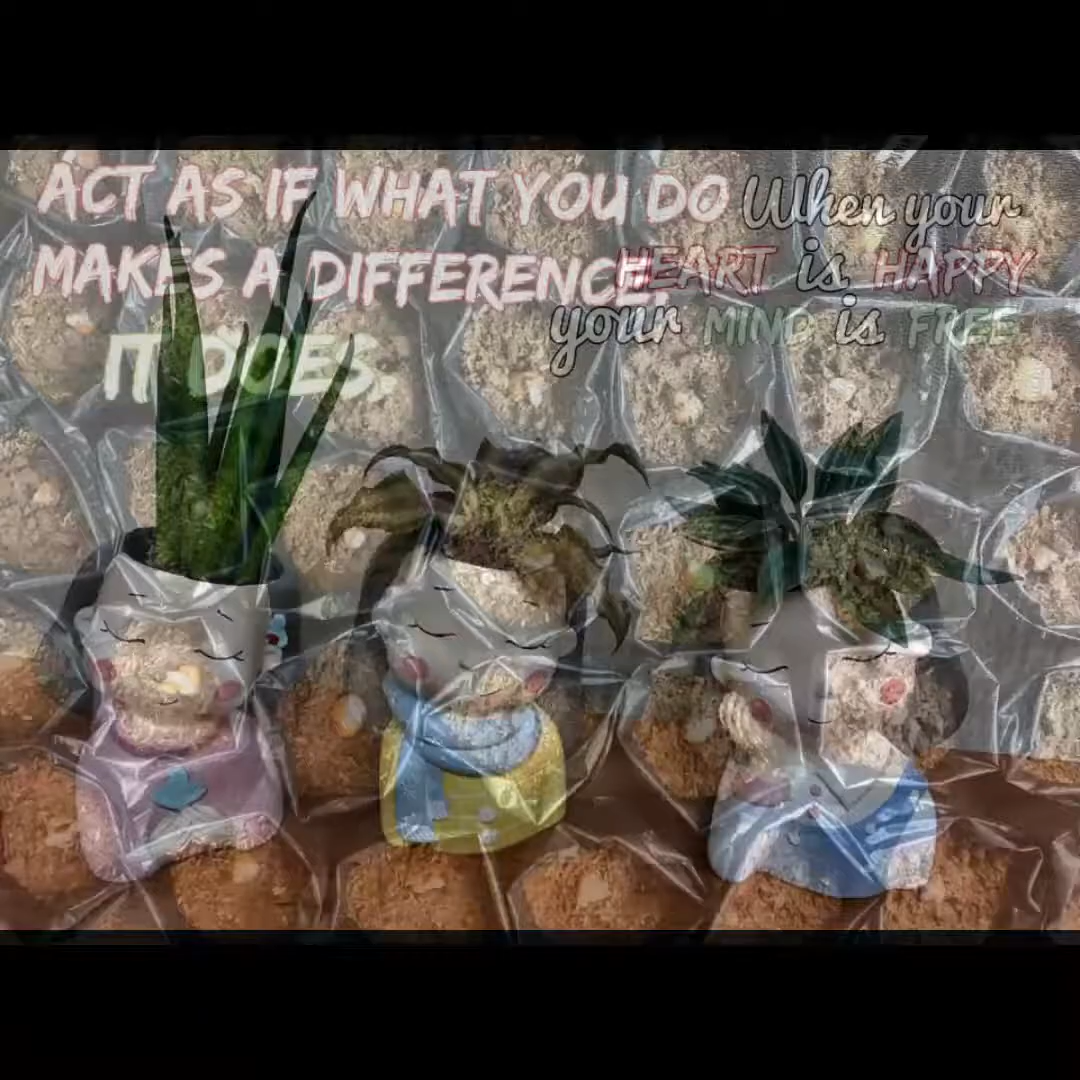 ACT AS IF WHAT YOU DO
MAKES A DIFFERENCE.
IT DOES.
When your
HEART is HAPPY
your MIND is FREE